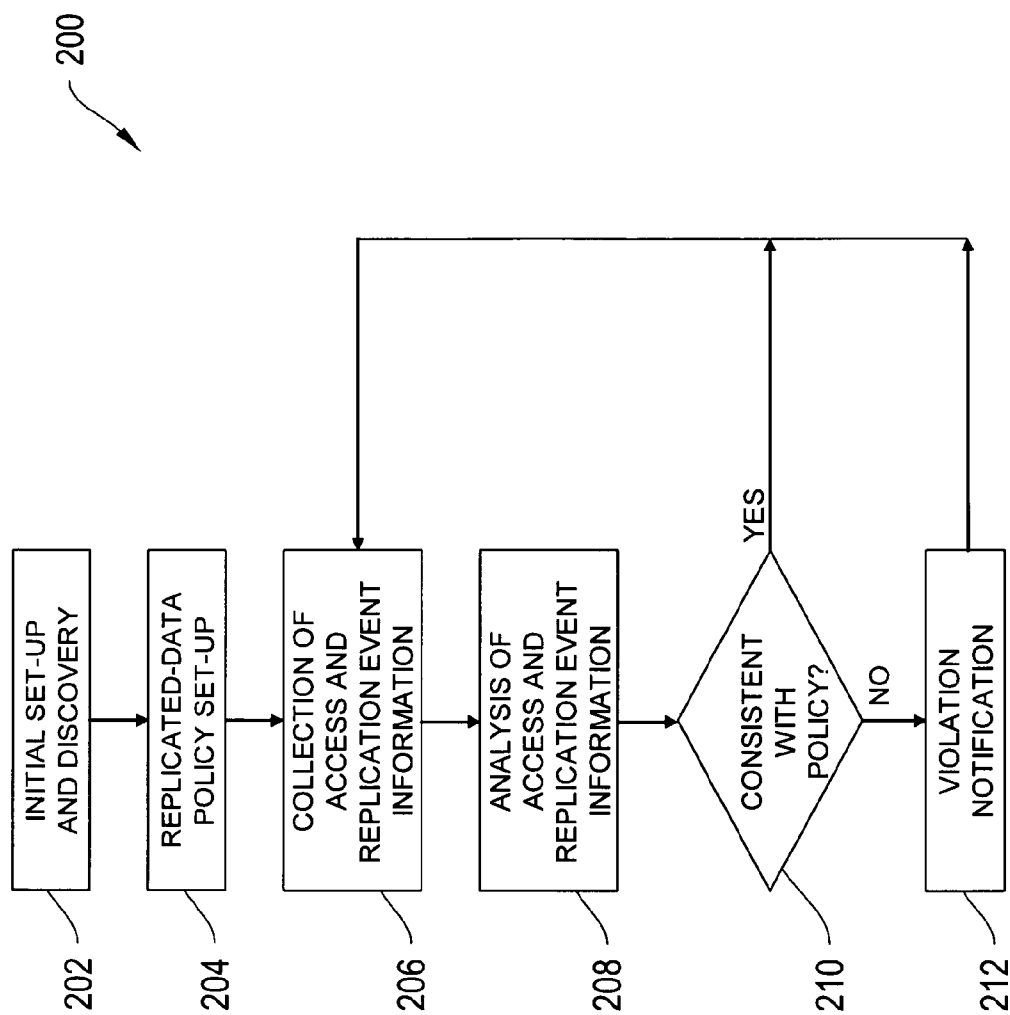 200
202
INITIAL SET-UP
AND DISCOVERY
204
REPLICATED-DATA
POLICY SET-UP
206
COLLECTION OF
ACCESS AND
REPLICATION EVENT
INFORMATION
208
ANALYSIS OF
ACCESS AND
REPLICATION EVENT
INFORMATION
210
CONSISTENT
WITH
POLICY?
YES
NO
212
VIOLATION
NOTIFICATION